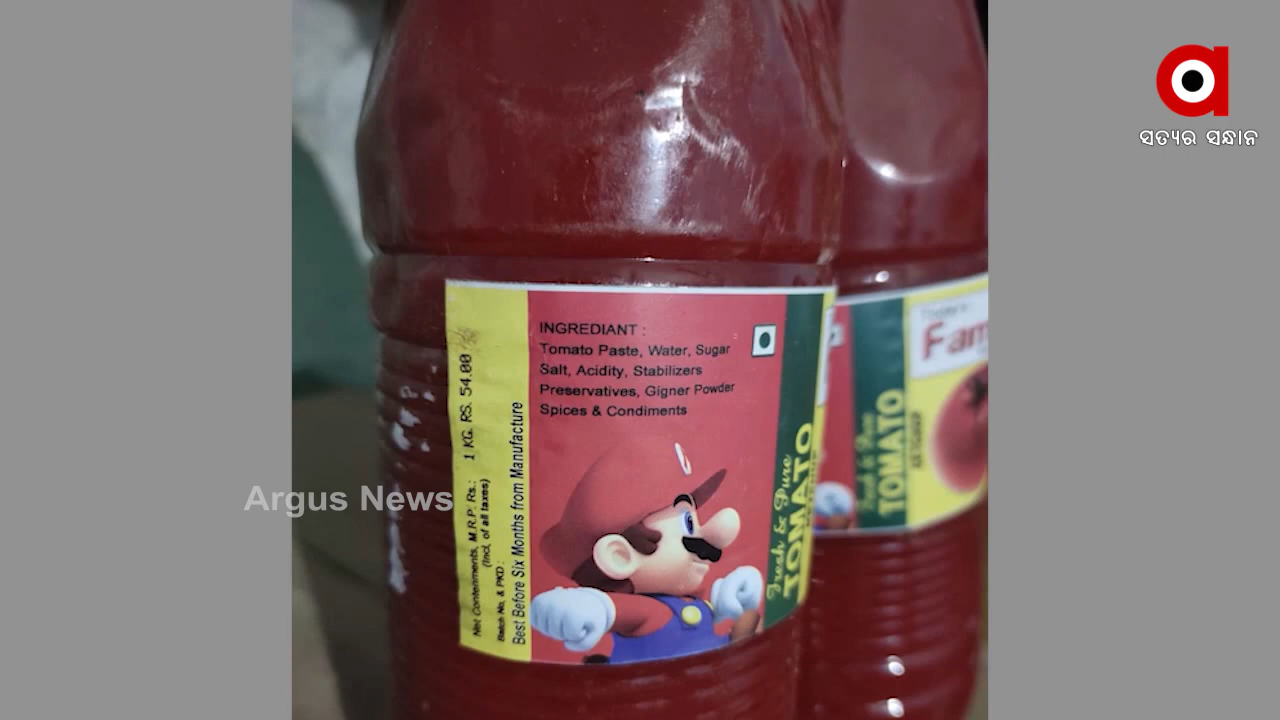 ସତ୍ୟର ସନ୍ଧାନ
INGREDIANT :
Tomato Paste, Water, Sugar
Salt, Acidity, Stabilizers
Preservatives, Gigner Powder
Spices & Condiments
Net Contenments, M.R.P. Rs.: 1 KG. RS. 54.00
(Incl, of all taxes)
Batch No. & PKD :
Best Before Six Months from Manufacture
Fresh & Pure
TOMATO
Fresh & Pure
TOMATO
KETCHUP
Fam
Argus News